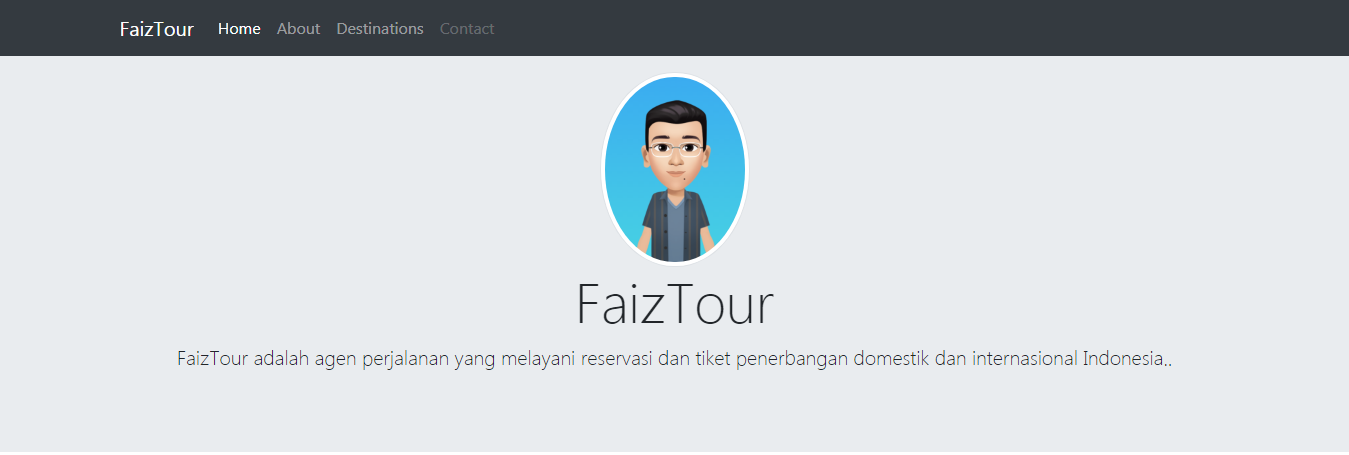 FaizTour Home About Destinations Contact
FaizTour
FaizTour adalah agen perjalanan yang melayani reservasi dan tiket penerbangan domestik dan internasional Indonesia..